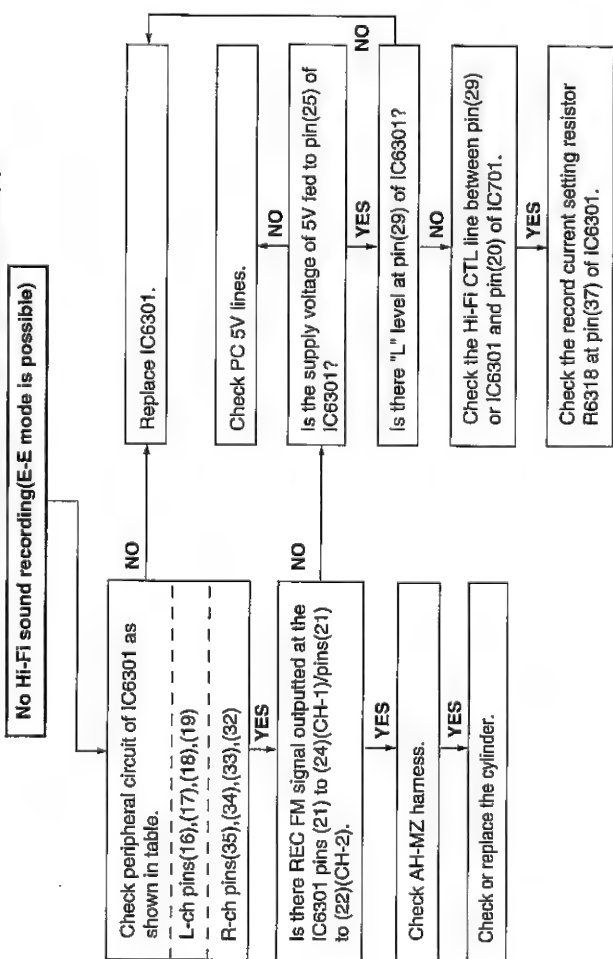 No Hi-Fi sound recording(E-E mode is possible)
Check peripheral circuit of IC6301 as
shown in table.
L-ch pins(16),(17),(18),(19)
R-ch pins(35),(34),(33),(32)
YES
NO
Is there REC FM signal outputted at the
IC6301 pins (21) to (24)(CH-1)/pins(21)
to (22)(CH-2).
YES
NO
Check AH-MZ harness.
YES
Check or replace the cylinder.
Replace IC6301.
Check PC 5V lines.
NO
Is the supply voltage of 5V fed to pin(25) of
IC6301?
YES
Is there "L" level at pin(29) of IC6301?
NO
NO
Check the Hi-Fi CTL line between pin(29)
or IC6301 and pin(20) of IC701.
YES
Check the record current setting resistor
R6318 at pin(37) of IC6301.